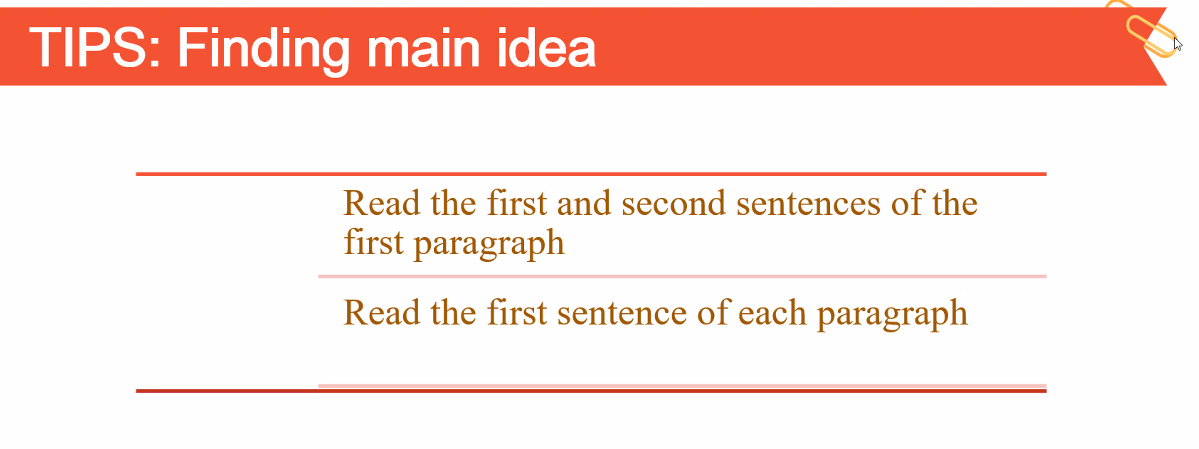 TIPS: Finding main idea
Read the first and second sentences of the
first paragraph
Read the first sentence of each paragraph